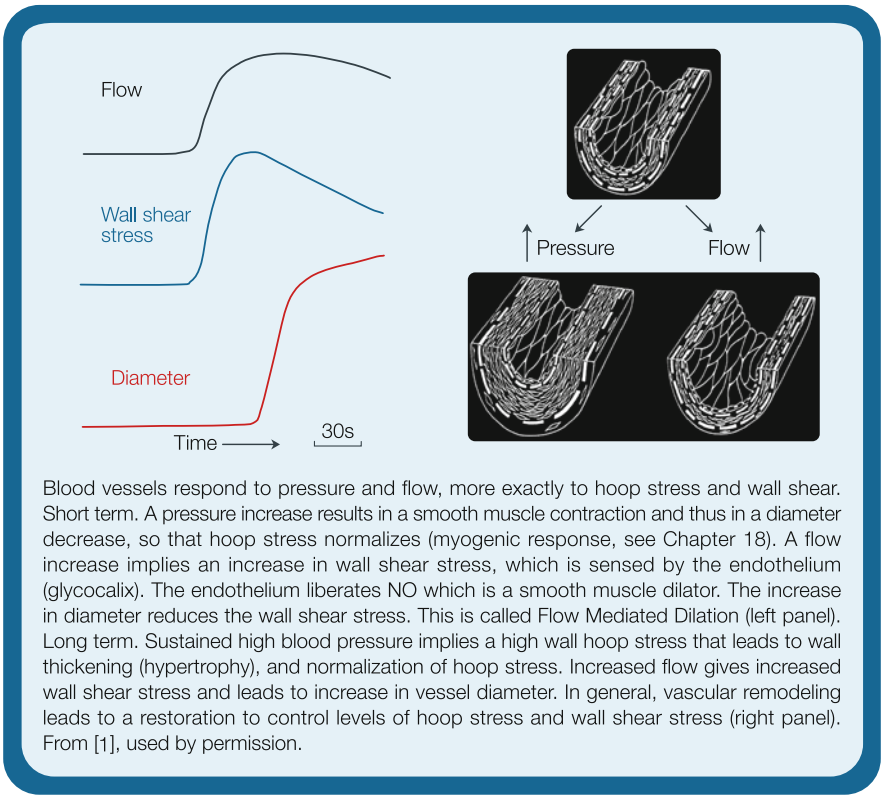 Flow
Wall shear
stress
Diameter
Time
30s
Pressure
Flow
Blood vessels respond to pressure and flow, more exactly to hoop stress and wall shear.
Short term. A pressure increase results in a smooth muscle contraction and thus in a diameter
decrease, so that hoop stress normalizes (myogenic response, see Chapter 18). A flow
increase implies an increase in wall shear stress, which is sensed by the endothelium
(glycocalix). The endothelium liberates NO which is a smooth muscle dilator. The increase
in diameter reduces the wall shear stress. This is called Flow Mediated Dilation (left panel).
Long term. Sustained high blood pressure implies a high wall hoop stress that leads to wall
thickening (hypertrophy), and normalization of hoop stress. Increased flow gives increased
wall shear stress and leads to increase in vessel diameter. In general, vascular remodeling
leads to a restoration to control levels of hoop stress and wall shear stress (right panel).
From [1], used by permission.